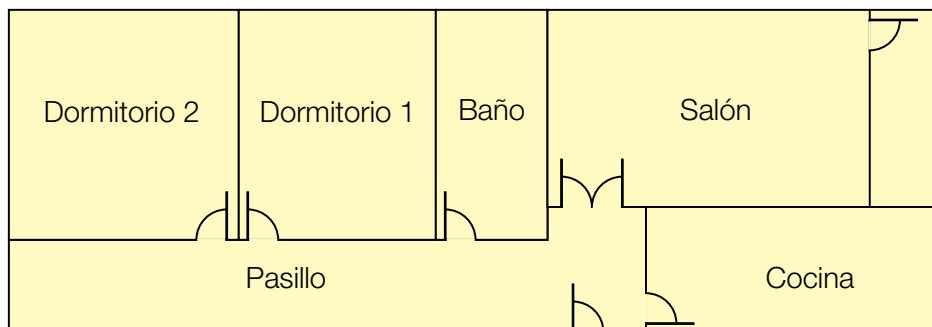 Dormitorio 2
Dormitorio 1
Baño
Salón
Pasillo
Cocina